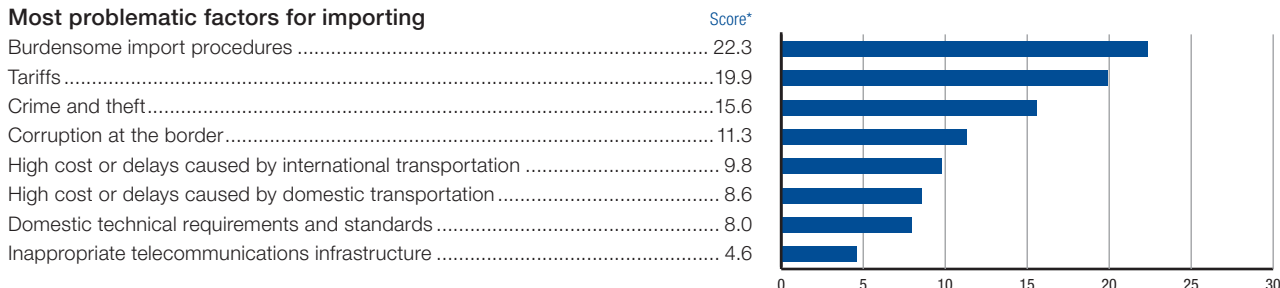 Most problematic factors for importing Score*
Burdensome import procedures ........................................................................... 22.3
Tariffs.......................................................................................................................19.9
Crime and theft........................................................................................................15.6
Corruption at the border......................................................................................... 11.3
High cost or delays caused by international transportation ................................... 9.8
High cost or delays caused by domestic transportation ........................................ 8.6
Domestic technical requirements and standards ................................................... 8.0
Inappropriate telecommunications infrastructure ................................................... 4.6
0 5 10 15 20 25 30